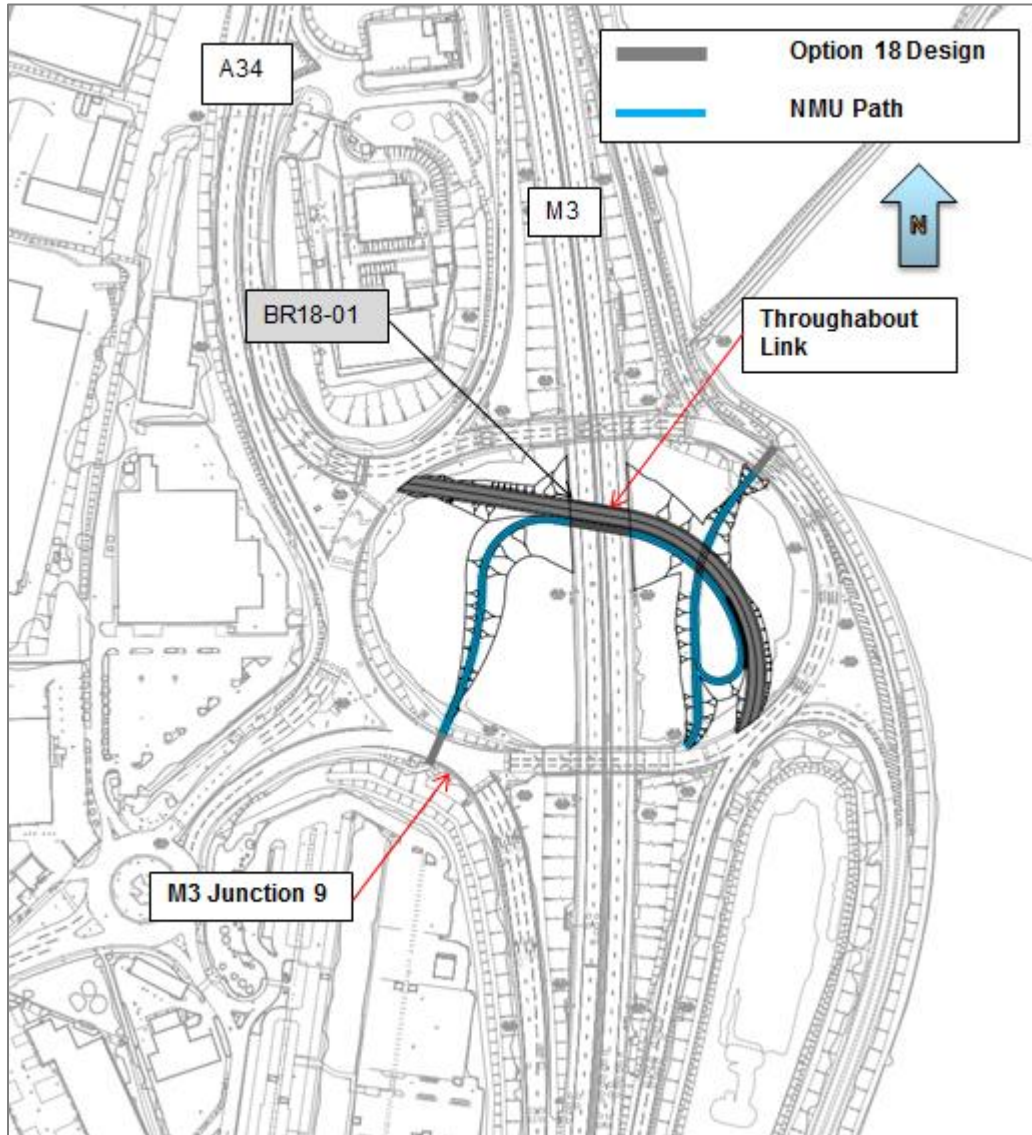 A34
Option 18 Design
NMU Path
N
M3
BR18-01
Throughabout
Link
M3 Junction 9